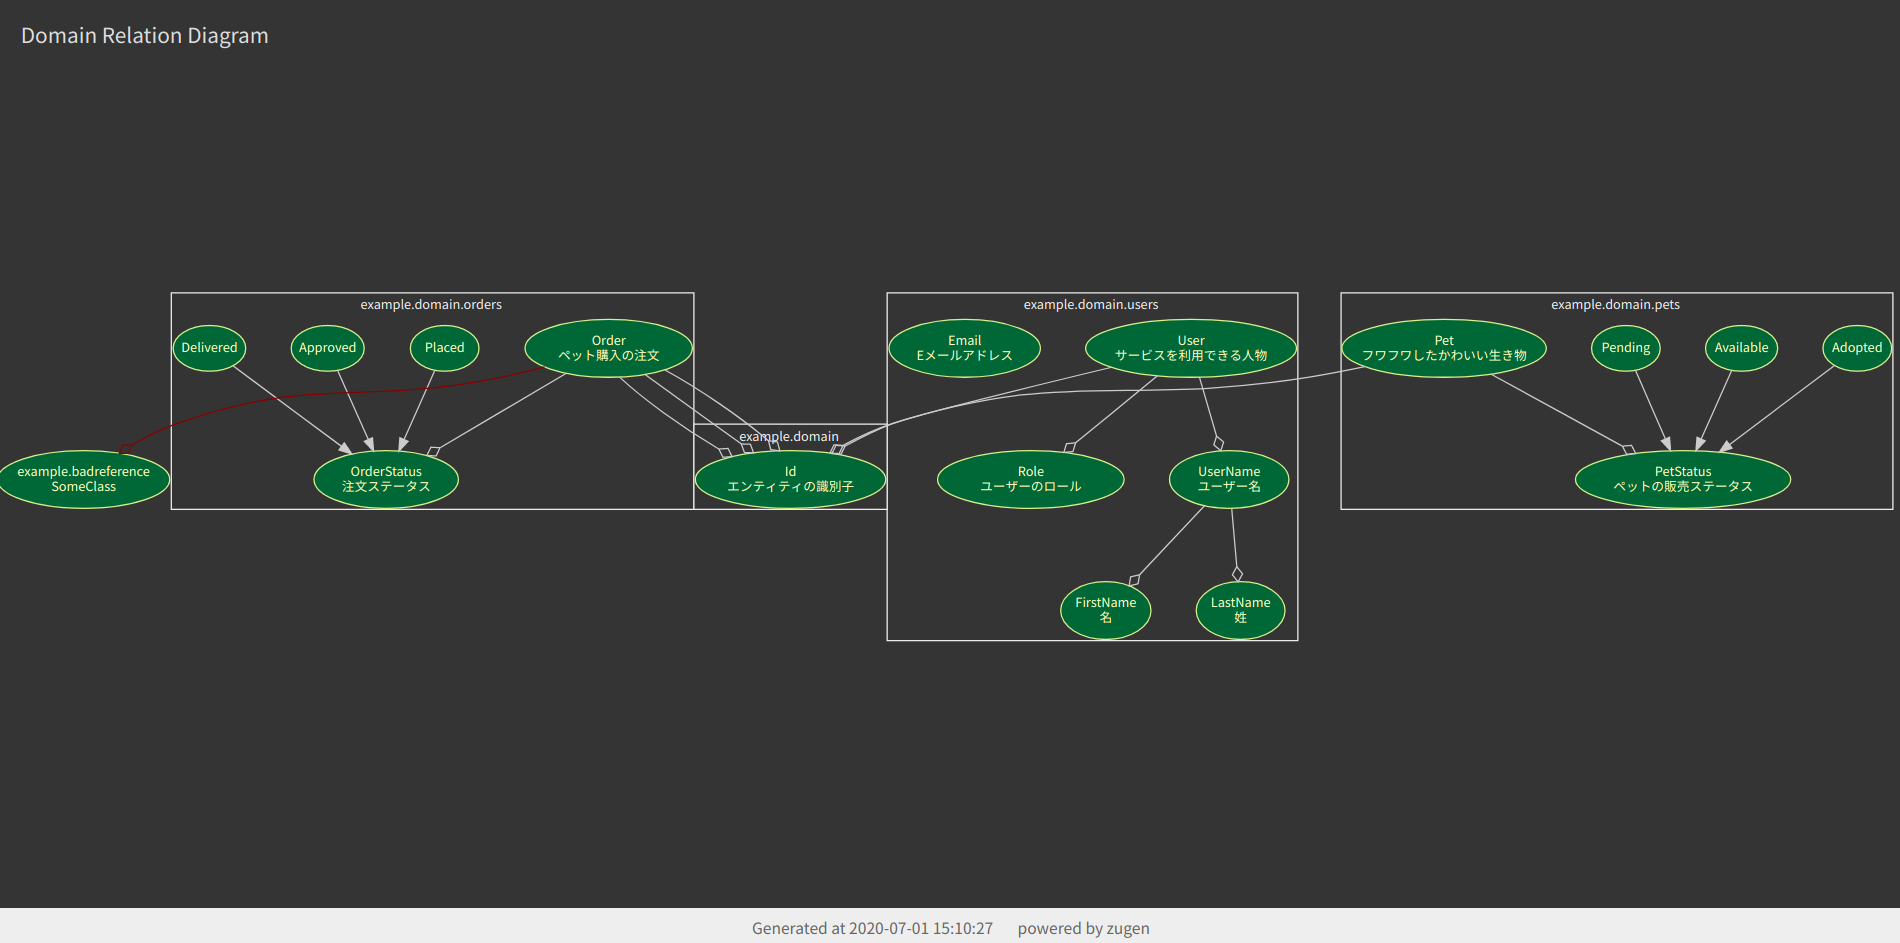 Domain Relation Diagram
example.domain.orders
Delivered
Approved
Placed
Order
ペット購入の注文
example.badreference
SomeClass
OrderStatus
注文ステータス
example.domain
Id
エンティティの識別子
example.domain.users
Email
Eメールアドレス
User
サービスを利用できる人物
Role
ユーザーのロール
UserName
ユーザー名
FirstName
名
LastName
姓
example.domain.pets
Pet
フワフワしたかわいい生き物
Pending
Available
Adopted
PetStatus
ペットの販売ステータス
Generated at 2020-07-01 15:10:27 powered by zugen